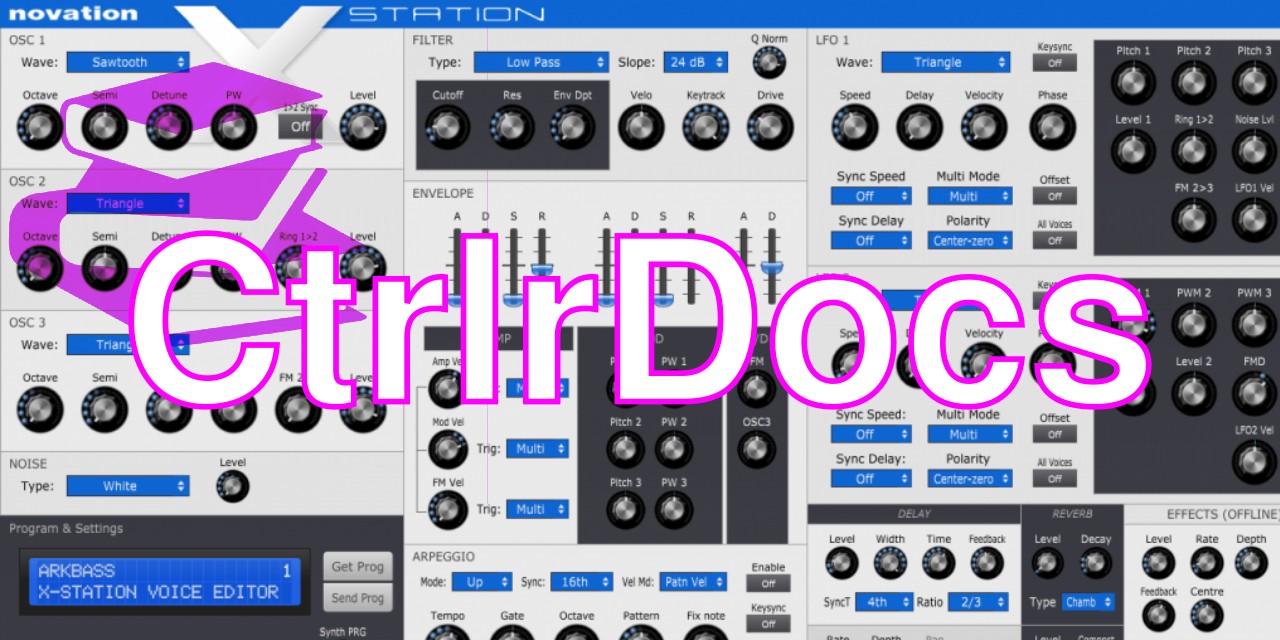 novation
X STATION
OSC 1
Wave: Sawtooth
Octave Semi Detune PW 1>2 Sync Off Level
OSC 2
Wave: Triangle
Octave Semi Ring 1>2 Level
OSC 3
Wave:
Octave Semi Level
NOISE
Type: White
Level
Program & Settings
ARKBASS 1
X-STATION VOICE EDITOR
Get Prog
Send Prog
Synth PRG
FILTER
Type: Low Pass Slope: 24 dB Q Norm
Cutoff Res Env Dpt Velo Keytrack Drive
ENVELOPE
A D S R A D S R A D
CtrlrDocs
PW 1 FM
Mod Vel Trig: Multi Pitch 2 PW 2 OSC3
FM Vel Trig: Multi Pitch 3 PW 3
ARPEGGIO
Mode: Up Sync: 16th Vel Md: Patn Vel Enable Off
Keysync Off
Tempo Gate Octave Pattern Fix note
LFO 1
Wave: Triangle Keysync Off
Speed Delay Velocity Phase
Sync Speed Multi Mode Offset
Off Multi Off
Sync Delay Polarity All Voices
Off Center-zero Off
Pitch 1 Pitch 2 Pitch 3
Level 1 Ring 1>2 Noise Lvl
FM 2>3 LFO1 Vel
Velocity
Sync Speed: Multi Mode Offset
Off Multi Off
Sync Delay: Polarity All Voices
Off Center-zero Off
PWM 2 PWM 3
Level 2 FMD
LFO2 Vel
DELAY
Level Width Time Feedback
SyncT 4th Ratio 2/3
REVERB
Level Decay
Type Chamb
EFFECTS (OFFLINE)
Level Rate Depth
Feedback Centre